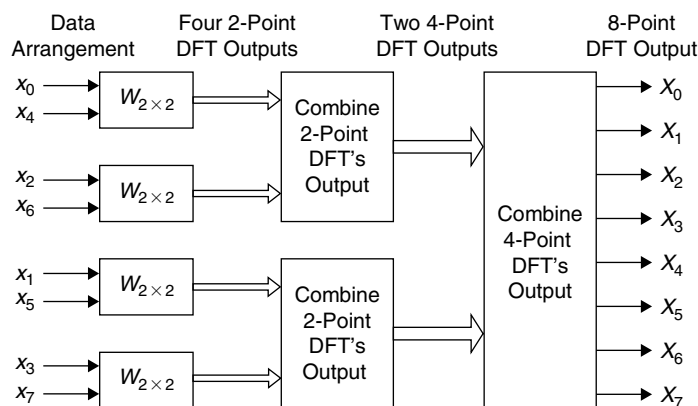 Data Arrangement
Four 2-Point DFT Outputs
Two 4-Point DFT Outputs
8-Point DFT Output
x0
x4
W2 × 2
x2
x6
W2 × 2
x1
x5
W2 × 2
x3
x7
W2 × 2
Combine
2-Point
DFT's
Output
Combine
2-Point
DFT's
Output
Combine
4-Point
DFT's
Output
X0
X1
X2
X3
X4
X5
X6
X7